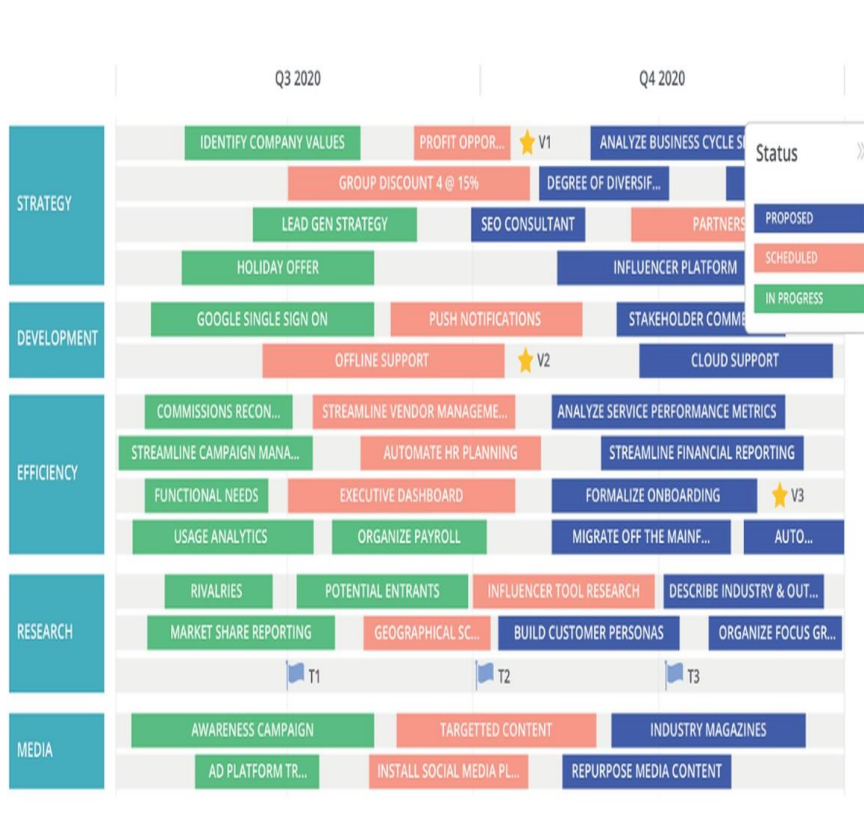 Q3 2020 Q4 2020
STRATEGY
IDENTIFY COMPANY VALUES PROFIT OPPOR... V1 ANALYZE BUSINESS CYCLE
GROUP DISCOUNT 4 @ 15% DEGREE OF DIVERSIF...
LEAD GEN STRATEGY SEO CONSULTANT
HOLIDAY OFFER INFLUENCER PLATFORM
Status
PROPOSED
SCHEDULED
IN PROGRESS
DEVELOPMENT
GOOGLE SINGLE SIGN ON PUSH NOTIFICATIONS STAKEHOLDER
OFFLINE SUPPORT V2 CLOUD SUPPORT
EFFICIENCY
COMMISSIONS RECON... STREAMLINE VENDOR MANAGEME... ANALYZE SERVICE PERFORMANCE METRICS
STREAMLINE CAMPAIGN MANA... AUTOMATE HR PLANNING STREAMLINE FINANCIAL REPORTING
FUNCTIONAL NEEDS EXECUTIVE DASHBOARD FORMALIZE ONBOARDING V3
USAGE ANALYTICS ORGANIZE PAYROLL MIGRATE OFF THE MAINF... AUTO...
RESEARCH
RIVALRIES POTENTIAL ENTRANTS INFLUENCER TOOL RESEARCH DESCRIBE INDUSTRY & OUT...
MARKET SHARE REPORTING GEOGRAPHICAL SC... BUILD CUSTOMER PERSONAS ORGANIZE FOCUS GR...
T1 T2 T3
MEDIA
AWARENESS CAMPAIGN TARGETTED CONTENT INDUSTRY MAGAZINES
AD PLATFORM TR... INSTALL SOCIAL MEDIA PL... REPURPOSE MEDIA CONTENT